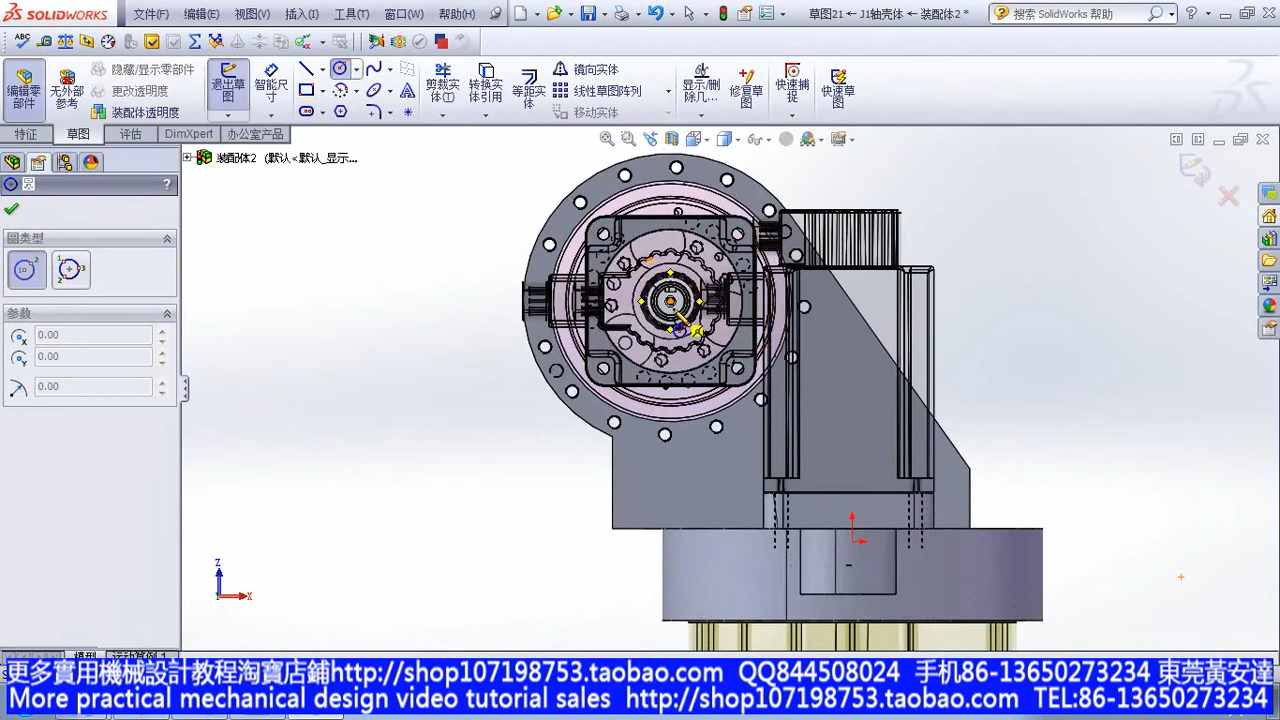 SOLIDWORKS
文件(F) 编辑(E) 视图(V) 插入(I) 工具(T) 窗口(W) 帮助(H)
草图21 ← J1轴壳体 ← 装配体2 *
搜索 SolidWorks 帮助
编辑零部件
无外部参考
隐藏/显示零部件
更改透明度
装配体透明度
退出草图
智能尺寸
剪裁实体(T)
转换实体引用
等距实体
镜向实体
线性草图阵列
移动实体
显示/删除几...
修复草图
快速捕捉
快速草图
特征 草图 评估 DimXpert 办公室产品
装配体2 (默认<默认_显示...
圆 ?
圆类型
参数
0.00
0.00
0.00
Z
X
模型 运动算例 1
更多實用機械設計教程淘寶店鋪http://shop107198753.taobao.com QQ844508024 手机86-13650273234 東莞黃安達
More practical mechanical design video tutorial sales http://shop107198753.taobao.com TEL:86-13650273234